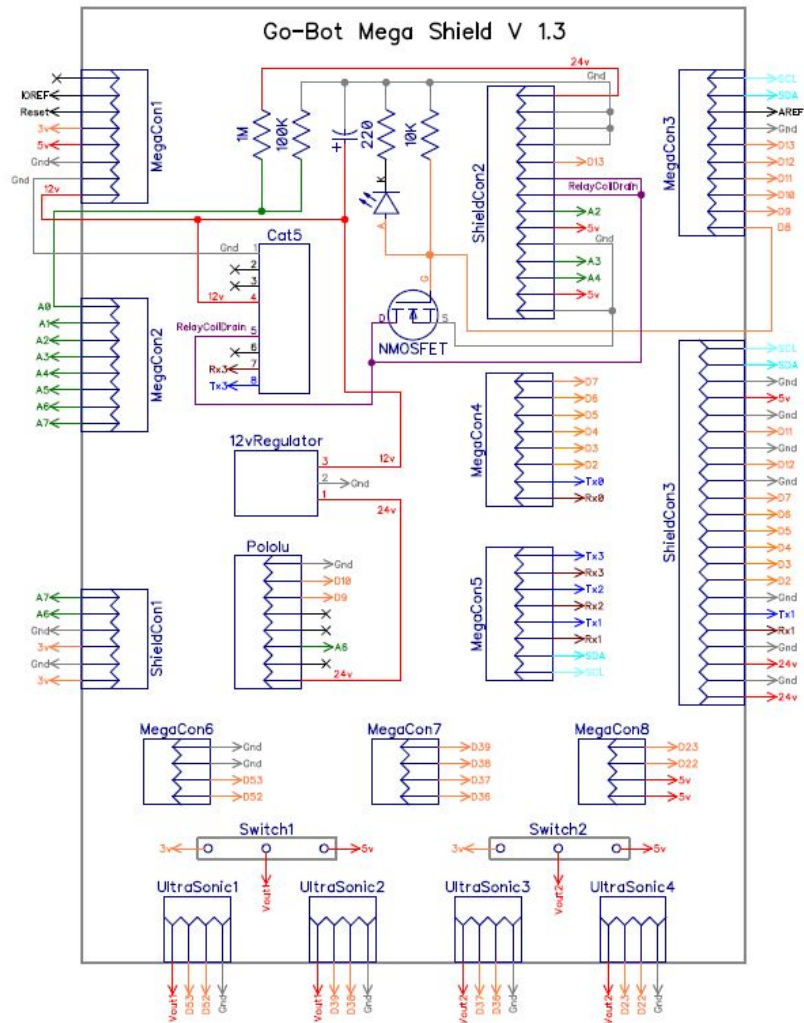 Go-Bot Mega Shield V 1.3
24v
Gnd
IOREF
Reset
3v
5v
Gnd
Gnd
12v
MegaCon1
1M
100K
+
220
10K
K
A
G
D
S
NMOSFET
ShieldCon2
D13
RelayCoilDrain
A2
5v
Gnd
A3
A4
5v
MegaCon3
SCL
SDA
AREF
Gnd
D13
D12
D11
D10
D9
D8
Cat5
Gnd
1
2
3
12v
4
RelayCoilDrain
5
6
Rx3
7
Tx3
8
A0
A1
A2
A3
A4
A5
A6
A7
MegaCon2
12vRegulator
3
12v
2
Gnd
1
24v
MegaCon4
D7
D6
D5
D4
D3
D2
Tx0
Rx0
ShieldCon3
SCL
SDA
Gnd
5v
Gnd
D11
Gnd
D12
Gnd
D7
D6
D5
D4
D3
D2
Gnd
Tx1
Rx1
Gnd
24v
Gnd
24v
Pololu
Gnd
D10
D9
A6
24v
MegaCon5
Tx3
Rx3
Tx2
Rx2
Tx1
Rx1
SDA
SCL
A7
A6
Gnd
3v
Gnd
3v
ShieldCon1
MegaCon6
Gnd
Gnd
D53
D52
MegaCon7
D39
D38
D37
D36
MegaCon8
D23
D22
5v
5v
Switch1
3v
5v
Vout1
Switch2
3v
5v
Vout2
UltraSonic1
Vout1
D53
D52
Gnd
UltraSonic2
Vout1
D39
D38
Gnd
UltraSonic3
Vout2
D37
D36
Gnd
UltraSonic4
Vout2
D23
D22
Gnd